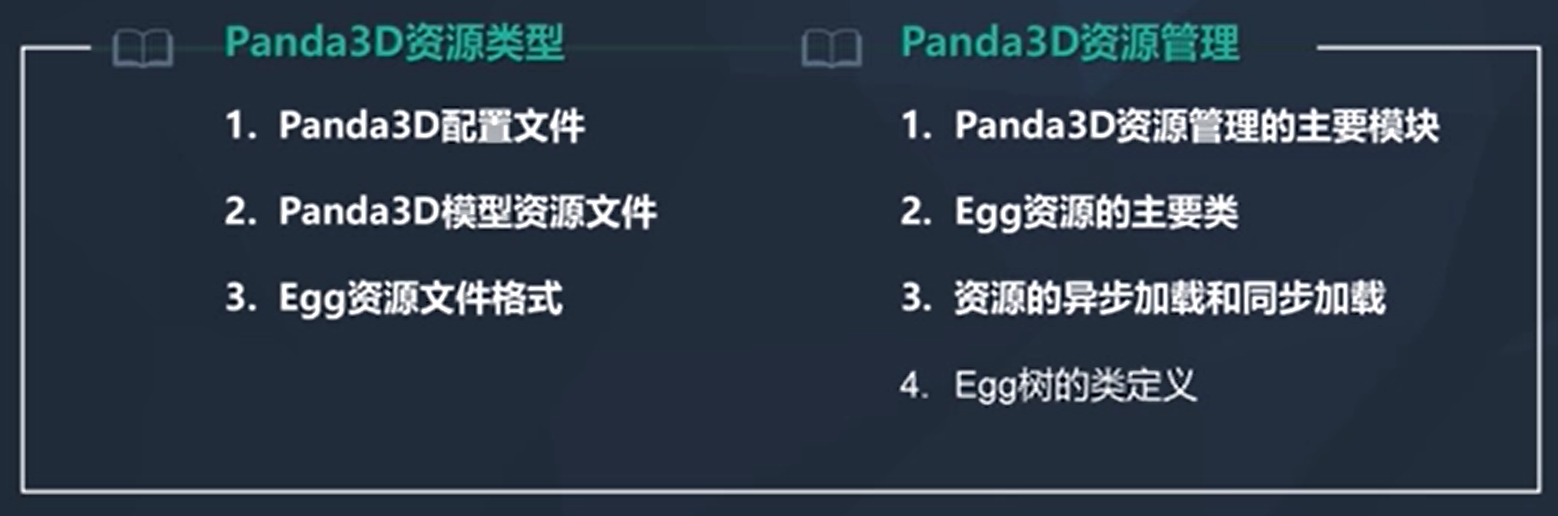 Panda3D资源类型
1. Panda3D配置文件
2. Panda3D模型资源文件
3. Egg资源文件格式
Panda3D资源管理
1. Panda3D资源管理的主要模块
2. Egg资源的主要类
3. 资源的异步加载和同步加载
4. Egg树的类定义